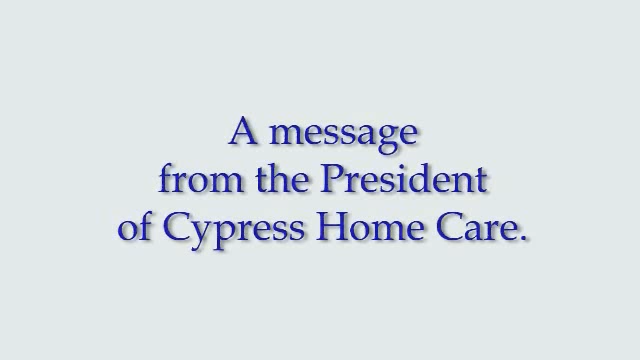 A message
from the President
of Cypress Home Care.